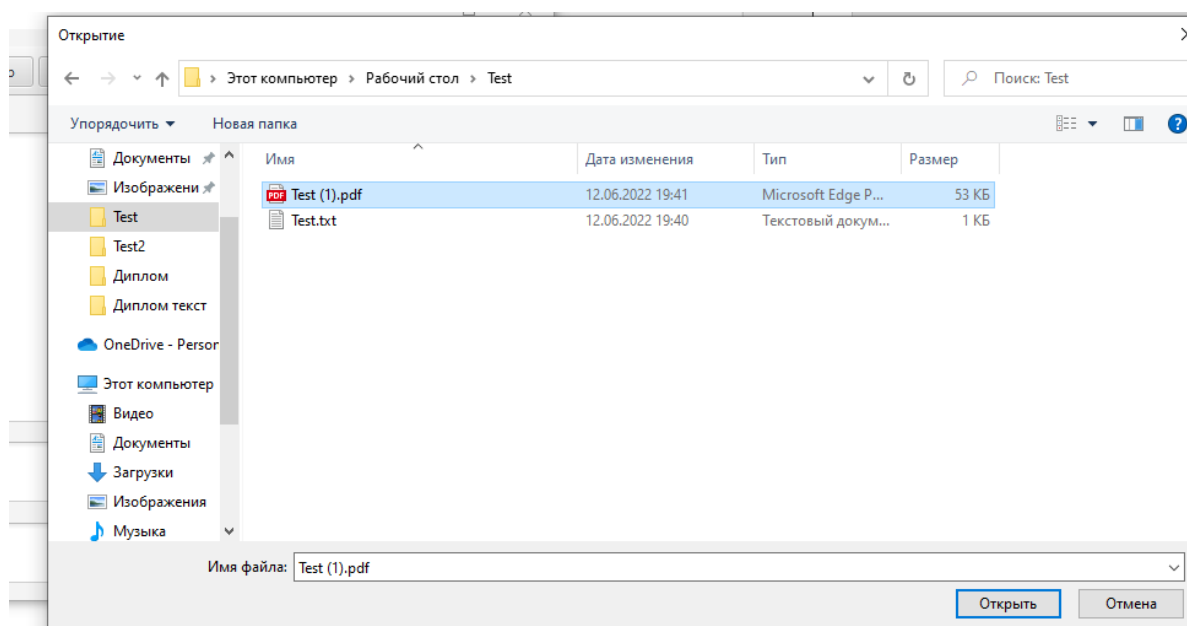 Открытие
Этот компьютер > Рабочий стол > Test
Поиск: Test
Упорядочить
Новая папка
?
Документы
Изображени
Test
Test2
Диплом
Диплом текст
OneDrive - Person
Этот компьютер
Видео
Документы
Загрузки
Изображения
Музыка
Имя Дата изменения Тип Размер
PDF Test (1).pdf 12.06.2022 19:41 Microsoft Edge P... 53 КБ
Test.txt 12.06.2022 19:40 Текстовый докум... 1 КБ
Имя файла: Test (1).pdf
Открыть Отмена